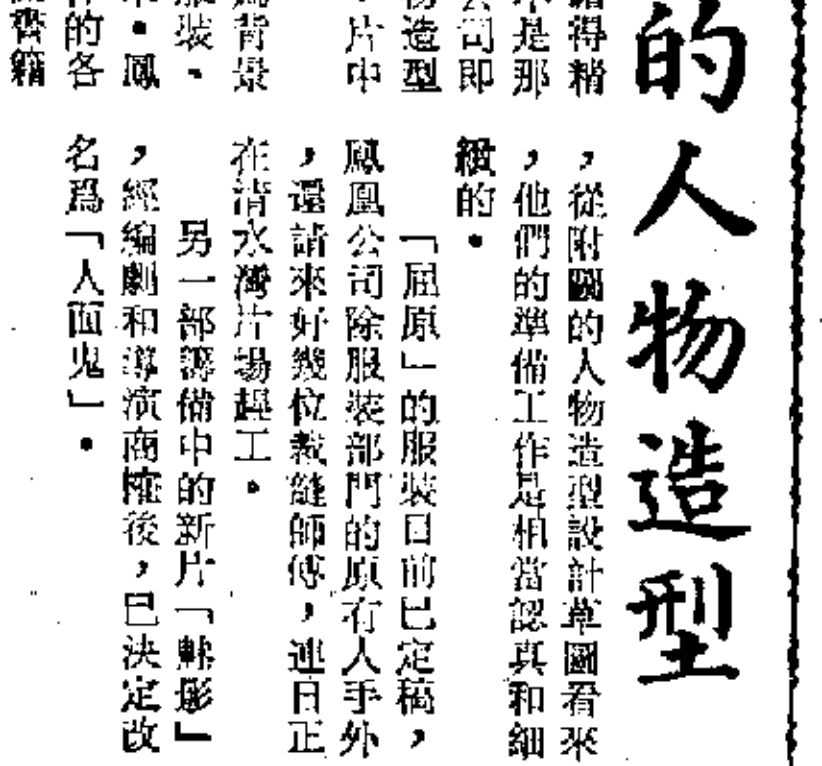 的人物造型
得精
是那
公司即
物造型
片中
背景
服裝、
。鳳
的各
書籍
，從附圖的人物造型設計草圖看來
，他們的準備工作是相當認真和細
緻的。
「屈原」的服裝日前已定稿，
鳳凰公司除服裝部門的原有人手外
，還請來好幾位裁縫師傅，連日正
在清水灣片場趕工。
另一部籌備中的新片「魅影」
，經編劇和導演商榷後，已決定改
名爲「人面鬼」。